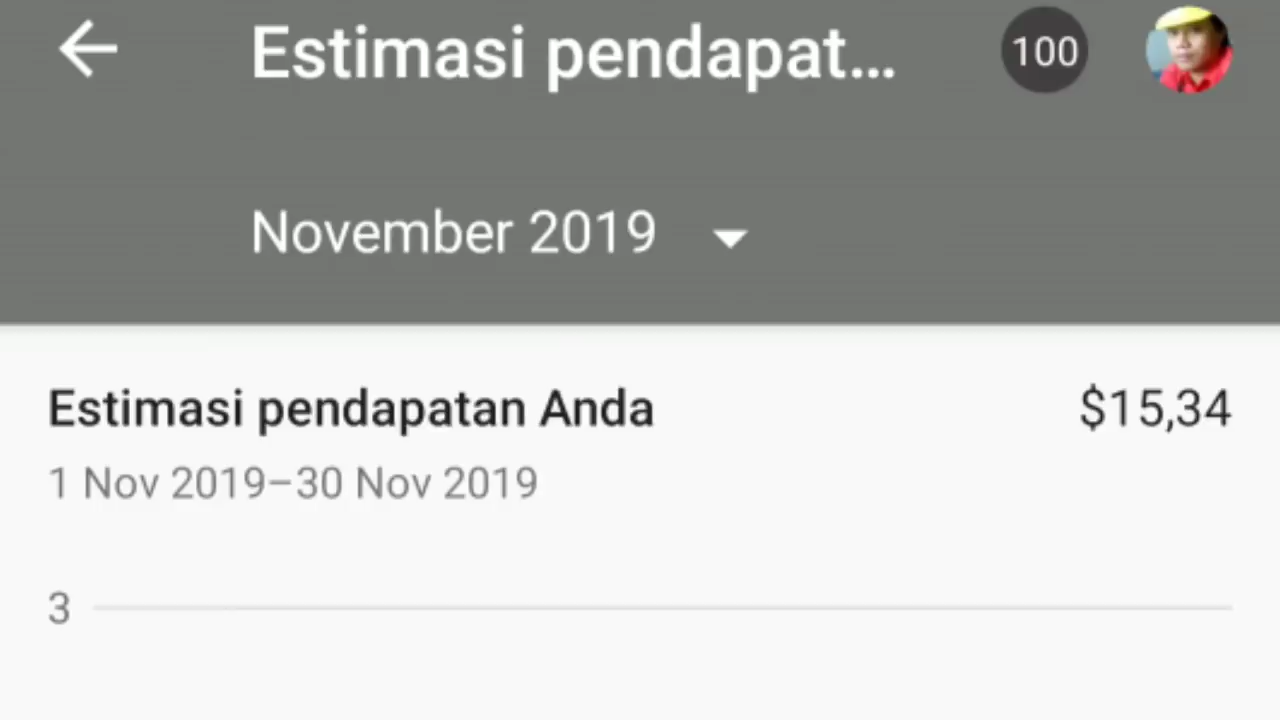 Estimasi pendapat...
100
November 2019
Estimasi pendapatan Anda
$15,34
1 Nov 2019–30 Nov 2019
3